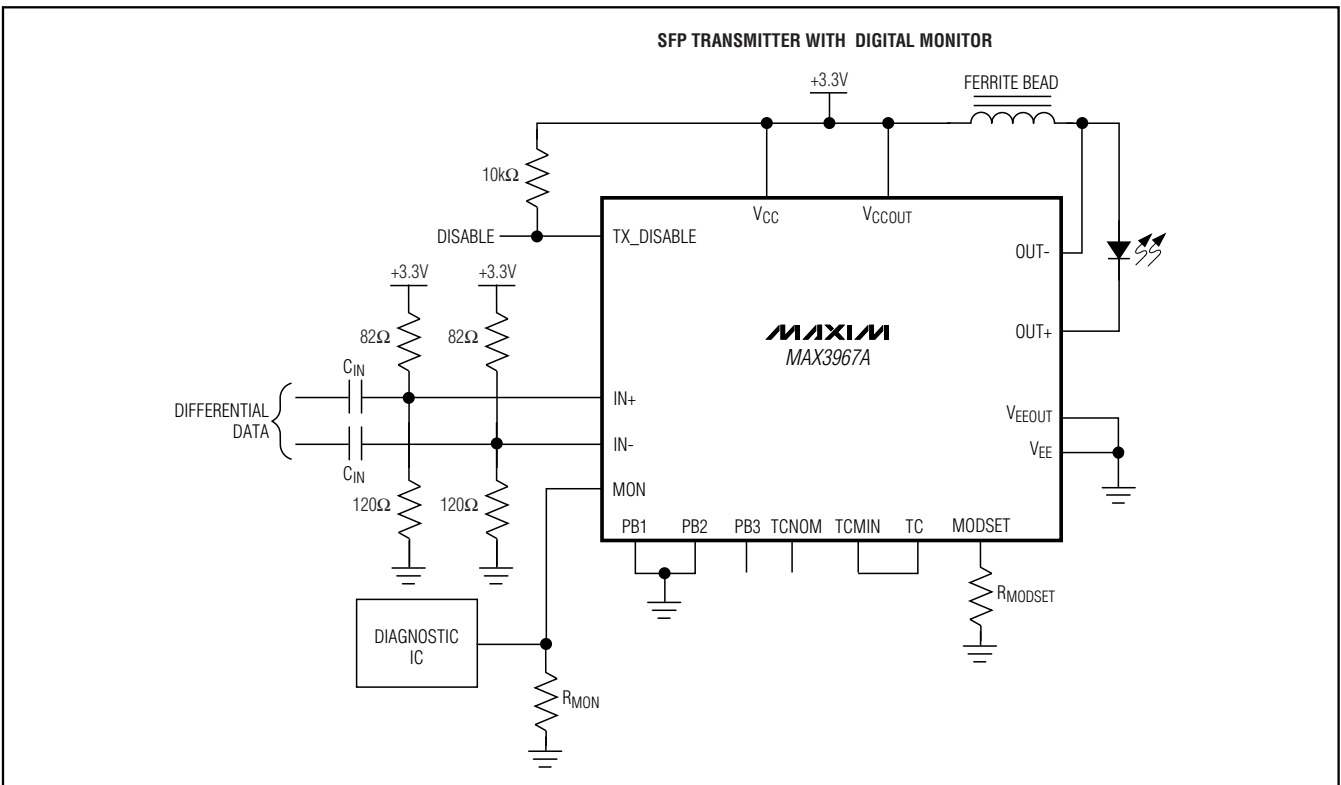 SFP TRANSMITTER WITH DIGITAL MONITOR
+3.3V
FERRITE BEAD
10kΩ
VCC
VCCOUT
DISABLE
TX_DISABLE
OUT-
+3.3V
+3.3V
82Ω
82Ω
MAXIM
MAX3967A
OUT+
CIN
IN+
DIFFERENTIAL
DATA
IN-
CIN
VEEOUT
VEE
MON
120Ω
120Ω
PB1
PB2
PB3
TCNOM
TCMIN
TC
MODSET
RMODSET
DIAGNOSTIC
IC
RMON